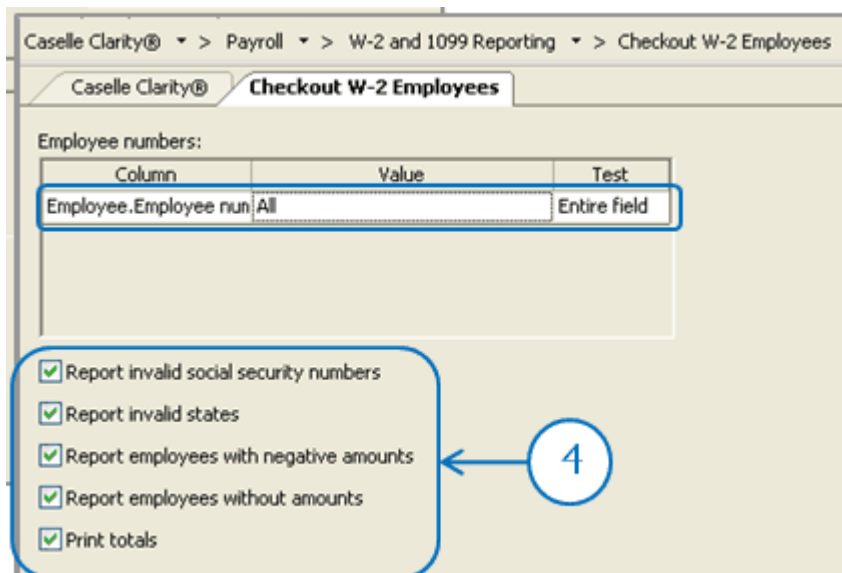 Caselle Clarity® > Payroll > W-2 and 1099 Reporting > Checkout W-2 Employees
Caselle Clarity® Checkout W-2 Employees
Employee numbers:
Column Value Test
Employee.Employee num All Entire field
Report invalid social security numbers
Report invalid states
Report employees with negative amounts
4
Report employees without amounts
Print totals